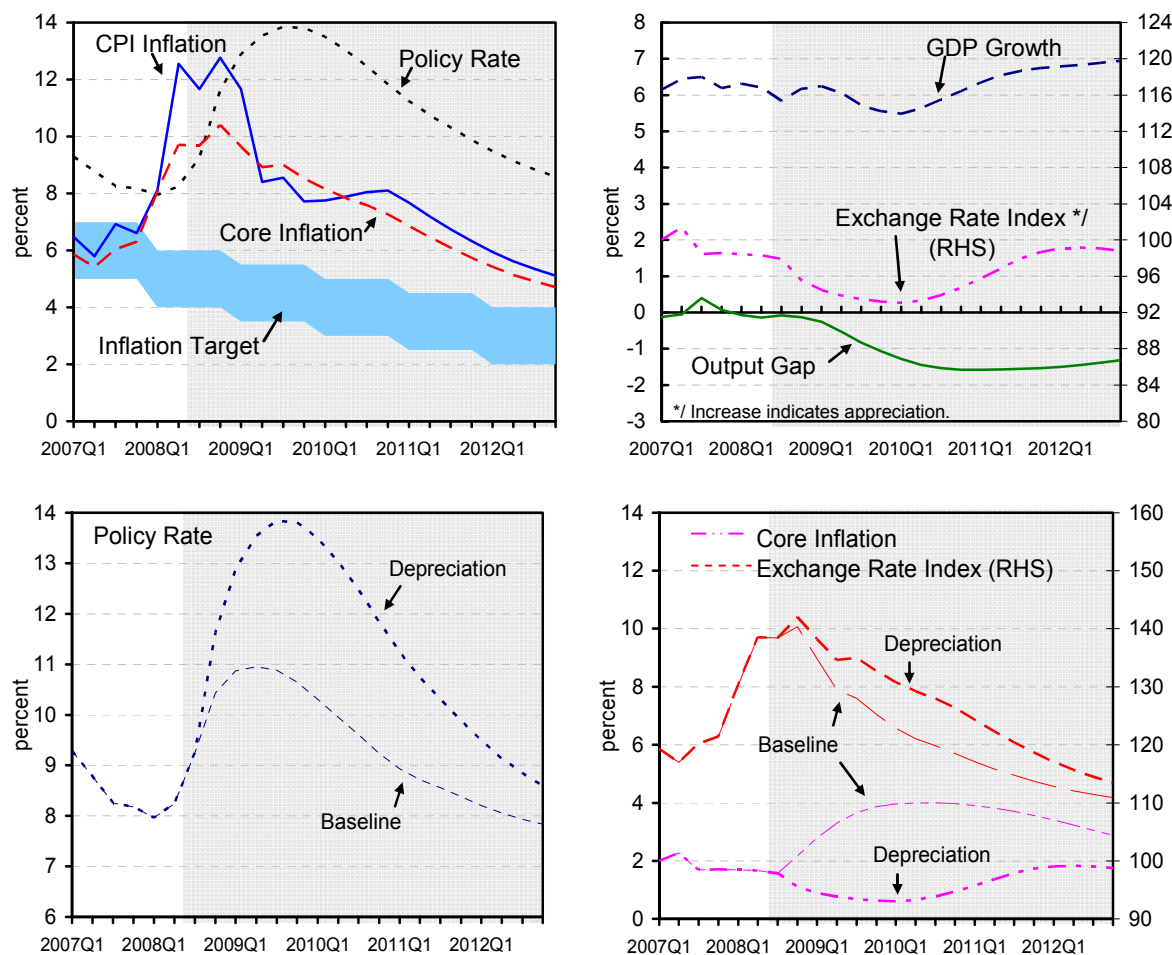 14
12
10
8
6
4
2
0
percent
CPI Inflation
Policy Rate
Core Inflation
Inflation Target
2007Q1 2008Q1 2009Q1 2010Q1 2011Q1 2012Q1
8
7
6
5
4
3
2
1
0
-1
-2
-3
124
120
116
112
108
104
100
96
92
88
84
80
GDP Growth
Exchange Rate Index */
(RHS)
Output Gap
*/ Increase indicates appreciation.
2007Q1 2008Q1 2009Q1 2010Q1 2011Q1 2012Q1
14
13
12
11
10
9
8
7
6
percent
Policy Rate
Depreciation
Baseline
2007Q1 2008Q1 2009Q1 2010Q1 2011Q1 2012Q1
14
12
10
8
6
4
2
0
percent
160
150
140
130
120
110
100
90
Core Inflation
Exchange Rate Index (RHS)
Depreciation
Baseline
Depreciation
2007Q1 2008Q1 2009Q1 2010Q1 2011Q1 2012Q1